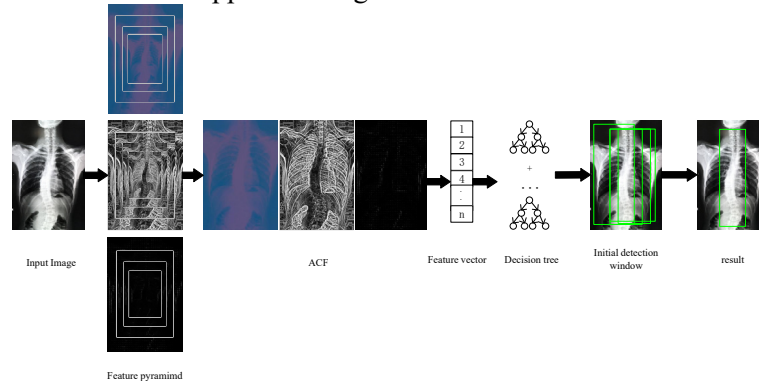 1
2
3
4
:
.
n
+
...
Input Image
ACF
Feature vector
Decision tree
Initial detection
window
result
Feature pyramimd